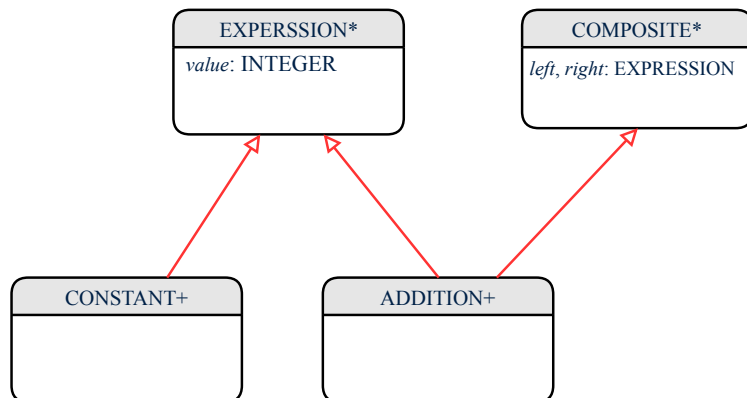 EXPERSSION*
value: INTEGER
COMPOSITE*
left, right: EXPRESSION
CONSTANT+
ADDITION+